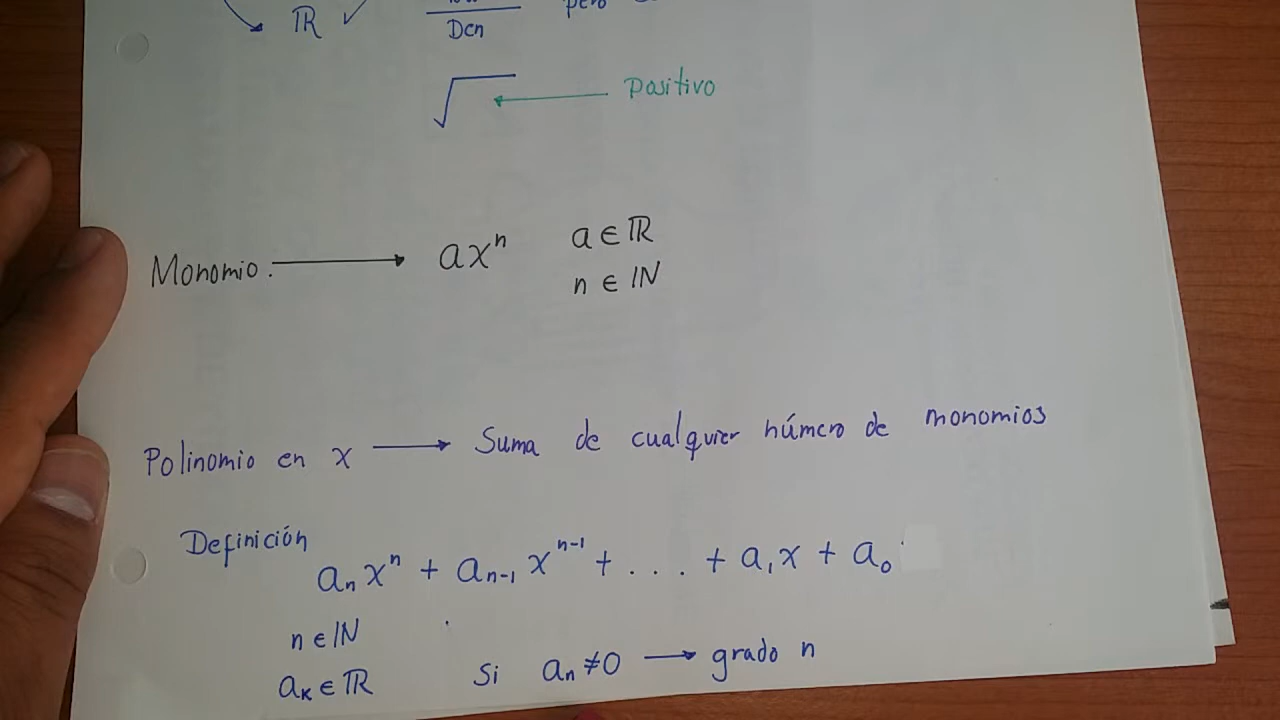 ℝ ✓
Den
pero
√ ← positivo
Monomio. → axⁿ a ∈ ℝ
n ∈ ℕ
Polinomio en x → Suma de cualquier número de monomios
Definición
aₙxⁿ + aₙ₋₁xⁿ⁻¹ + . . . + a₁x + a₀
n ∈ ℕ
aₖ ∈ ℝ Si aₙ ≠ 0 → grado n